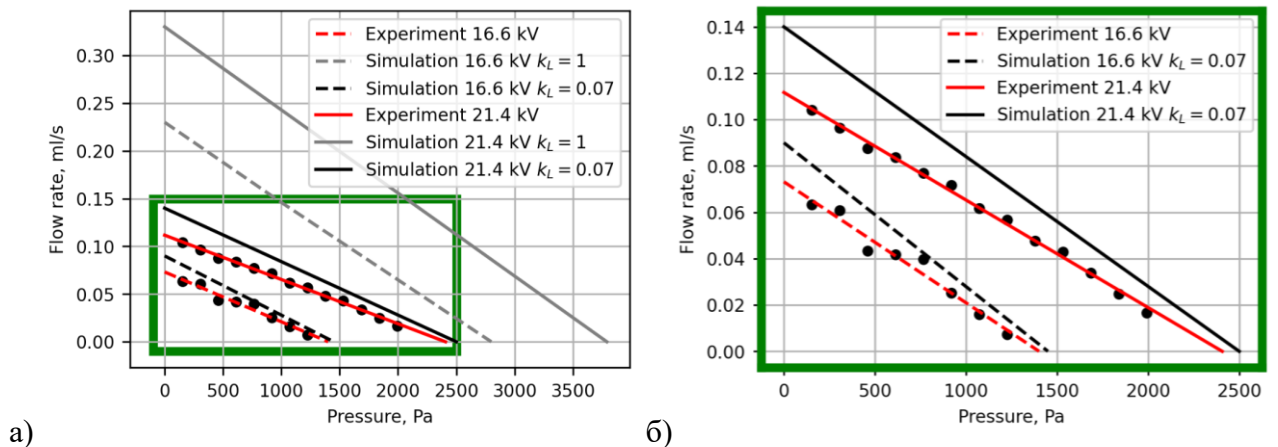 Experiment 16.6 kV
Simulation 16.6 kV k_L = 1
Simulation 16.6 kV k_L = 0.07
Experiment 21.4 kV
Simulation 21.4 kV k_L = 1
Simulation 21.4 kV k_L = 0.07
Flow rate, ml/s
0.30
0.25
0.20
0.15
0.10
0.05
0.00
0 500 1000 1500 2000 2500 3000 3500
Pressure, Pa
а)
Experiment 16.6 kV
Simulation 16.6 kV k_L = 0.07
Experiment 21.4 kV
Simulation 21.4 kV k_L = 0.07
Flow rate, ml/s
0.14
0.12
0.10
0.08
0.06
0.04
0.02
0.00
0 500 1000 1500 2000 2500
Pressure, Pa
б)